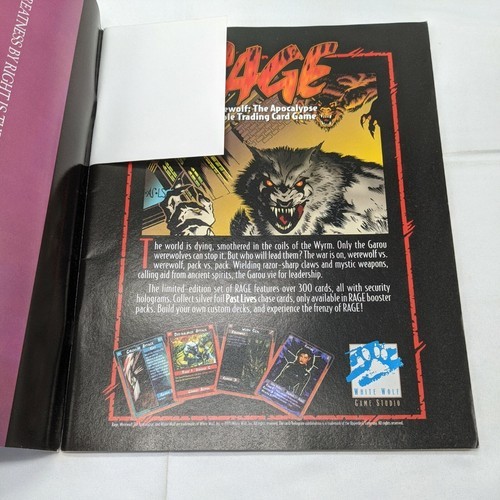 GREATNESS BY RIGHT IS
RAGE
ewolf: The Apocalypse
ble Trading Card Game
The world is dying, smothered in the coils of the Wyrm. Only the Garou
werewolves can stop it. But who will lead them? The war is on, werewolf vs.
werewolf, pack vs. pack. Wielding razor-sharp claws and mystic weapons,
calling aid from ancient spirits, the Garou vie for leadership.
The limited-edition set of RAGE features over 300 cards, all with security
holograms. Collect silver foil Past Lives chase cards, only available in RAGE booster
packs. Build your own custom decks, and experience the frenzy of RAGE!
WHITE WOLF
GAME STUDIO